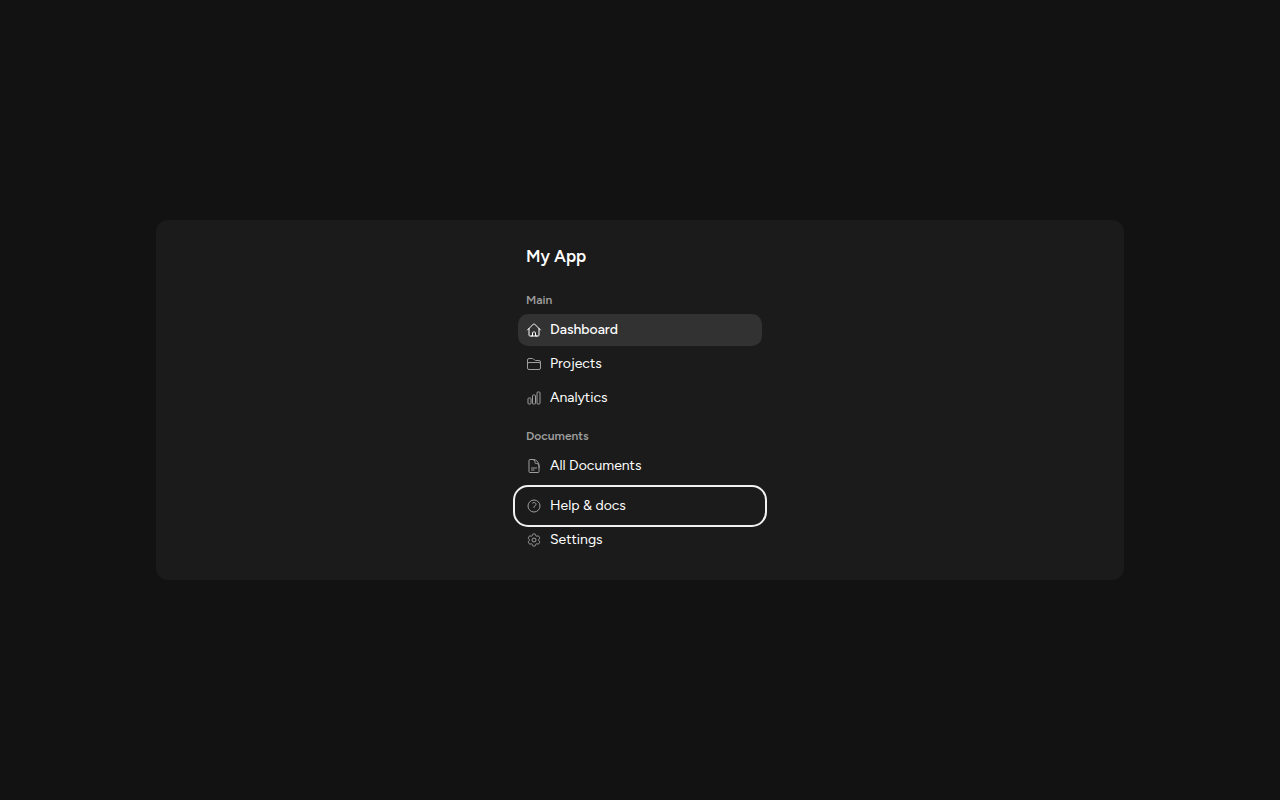 My App
Main
Dashboard
Projects
Analytics
Documents
All Documents
Help & docs
Settings